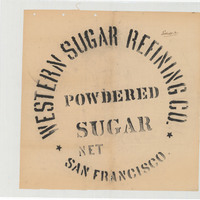 WESTERN SUGAR REFINING CO.
POWDERED
SUGAR
NET
★ SAN FRANCISCO. ★